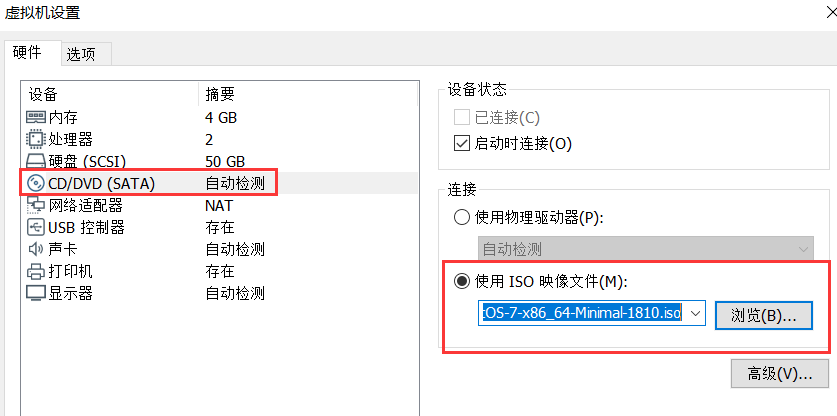 虚拟机设置
硬件 选项
设备 摘要
内存 4 GB
处理器 2
硬盘 (SCSI) 50 GB
CD/DVD (SATA) 自动检测
网络适配器 NAT
USB 控制器 存在
声卡 自动检测
打印机 存在
显示器 自动检测
设备状态
已连接(C)
启动时连接(O)
连接
使用物理驱动器(P):
自动检测
使用 ISO 映像文件(M):
:OS-7-x86_64-Minimal-1810.iso 浏览(B)...
高级(V)...